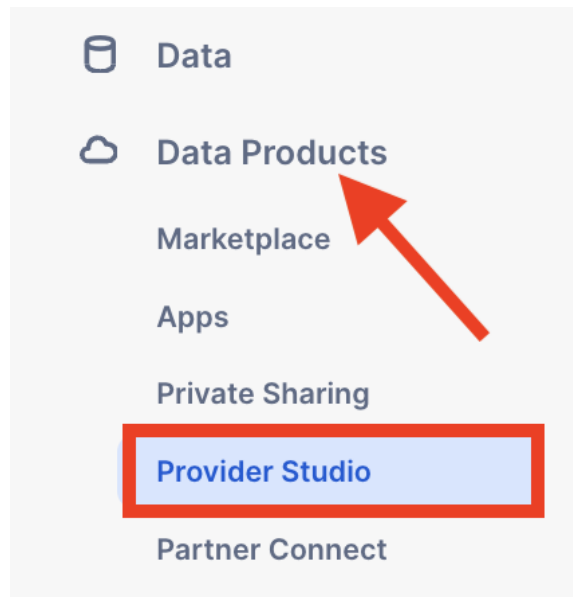 Data
Data Products
Marketplace
Apps
Private Sharing
Provider Studio
Partner Connect